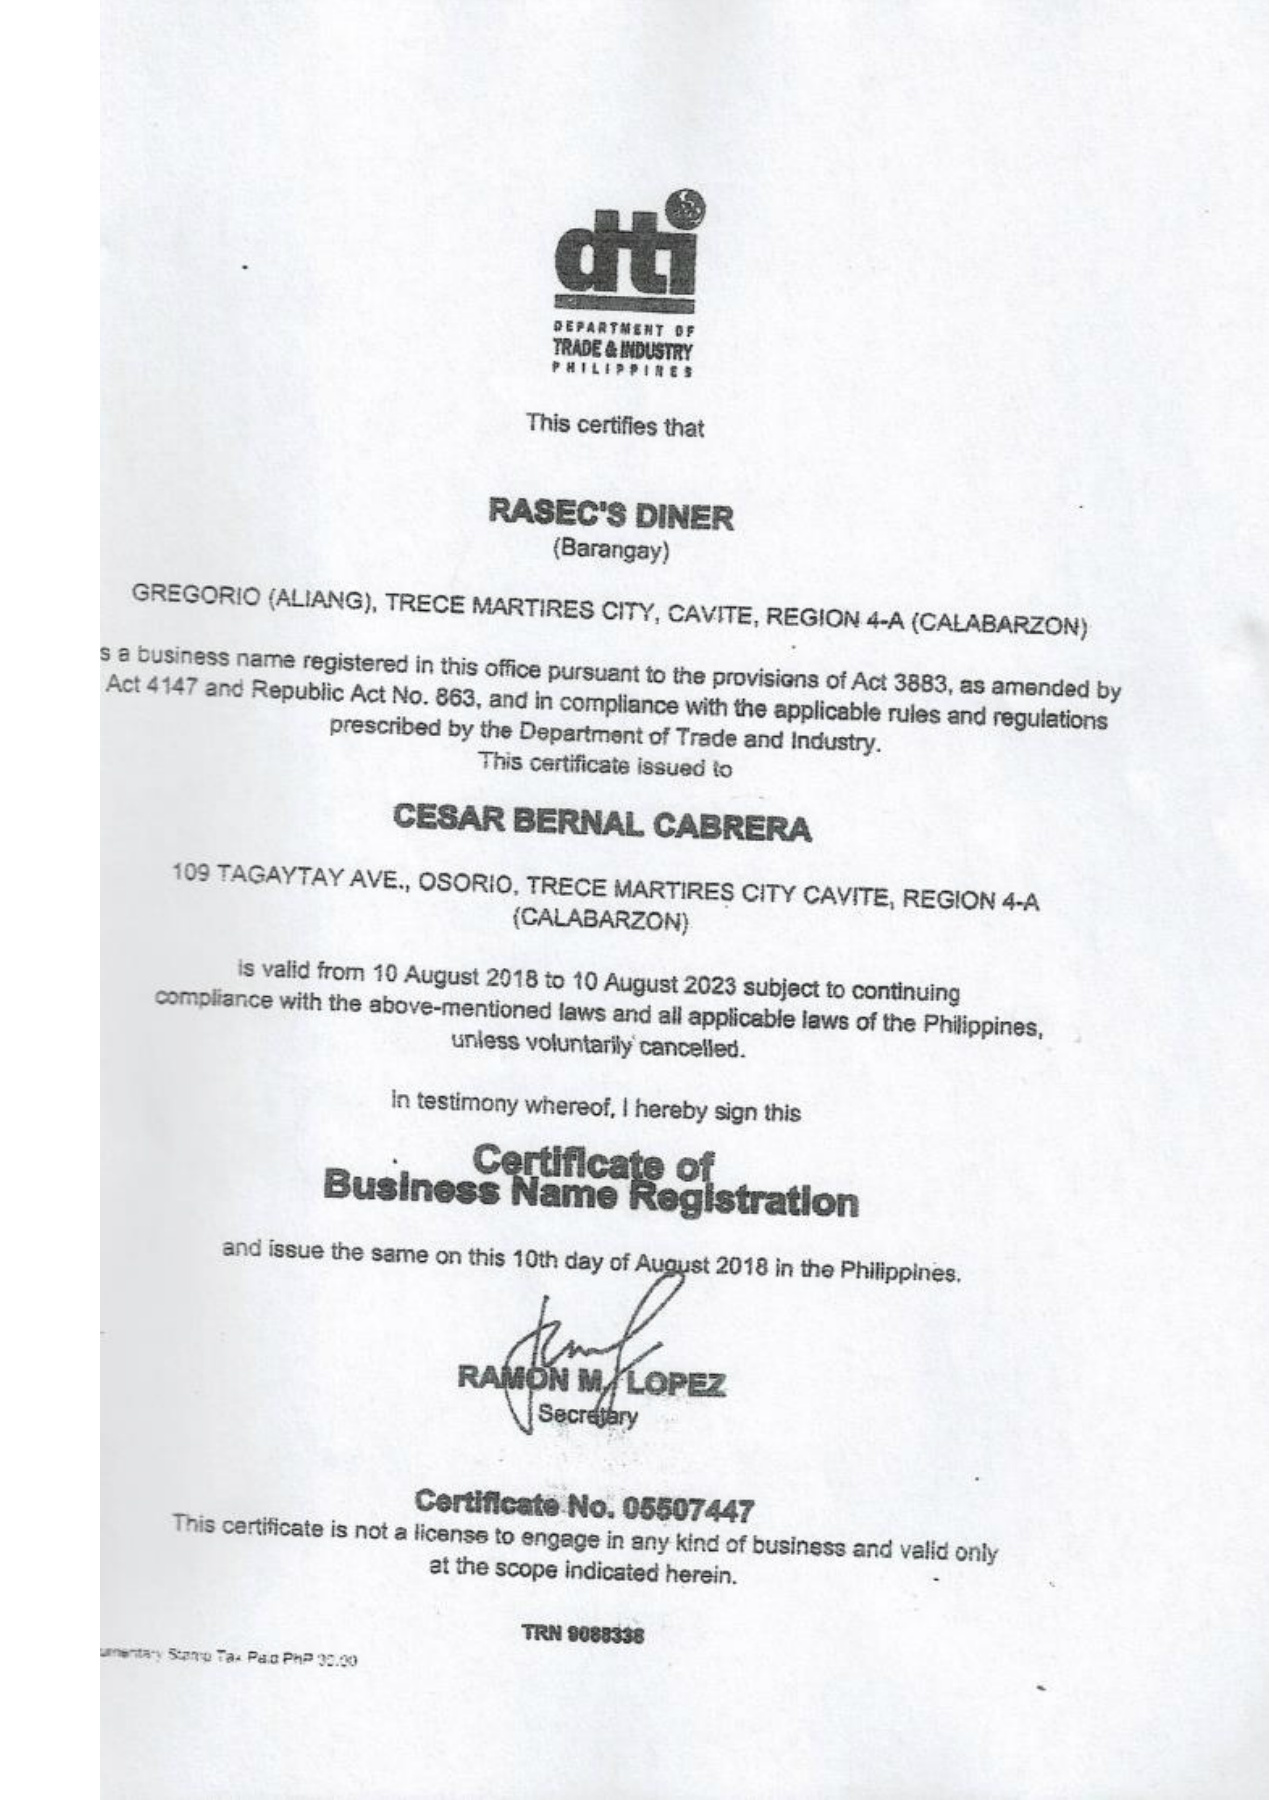 dti
DEPARTMENT OF
TRADE & INDUSTRY
PHILIPPINES
This certifies that
RASEC'S DINER
(Barangay)
GREGORIO (ALIANG), TRECE MARTIRES CITY, CAVITE, REGION 4-A (CALABARZON)
s a business name registered in this office pursuant to the provisions of Act 3883, as amended by
Act 4147 and Republic Act No. 863, and in compliance with the applicable rules and regulations
prescribed by the Department of Trade and Industry.
This certificate issued to
CESAR BERNAL CABRERA
109 TAGAYTAY AVE., OSORIO, TRECE MARTIRES CITY CAVITE, REGION 4-A
(CALABARZON)
is valid from 10 August 2018 to 10 August 2023 subject to continuing
compliance with the above-mentioned laws and all applicable laws of the Philippines,
unless voluntarily cancelled.
In testimony whereof, I hereby sign this
Certificate of
Business Name Registration
and issue the same on this 10th day of August 2018 in the Philippines.
RAMON M. LOPEZ
Secretary
Certificate No. 05507447
This certificate is not a license to engage in any kind of business and valid only
at the scope indicated herein.
TRN 9088338
umentary Stamp Tax Paid PhP 30.00